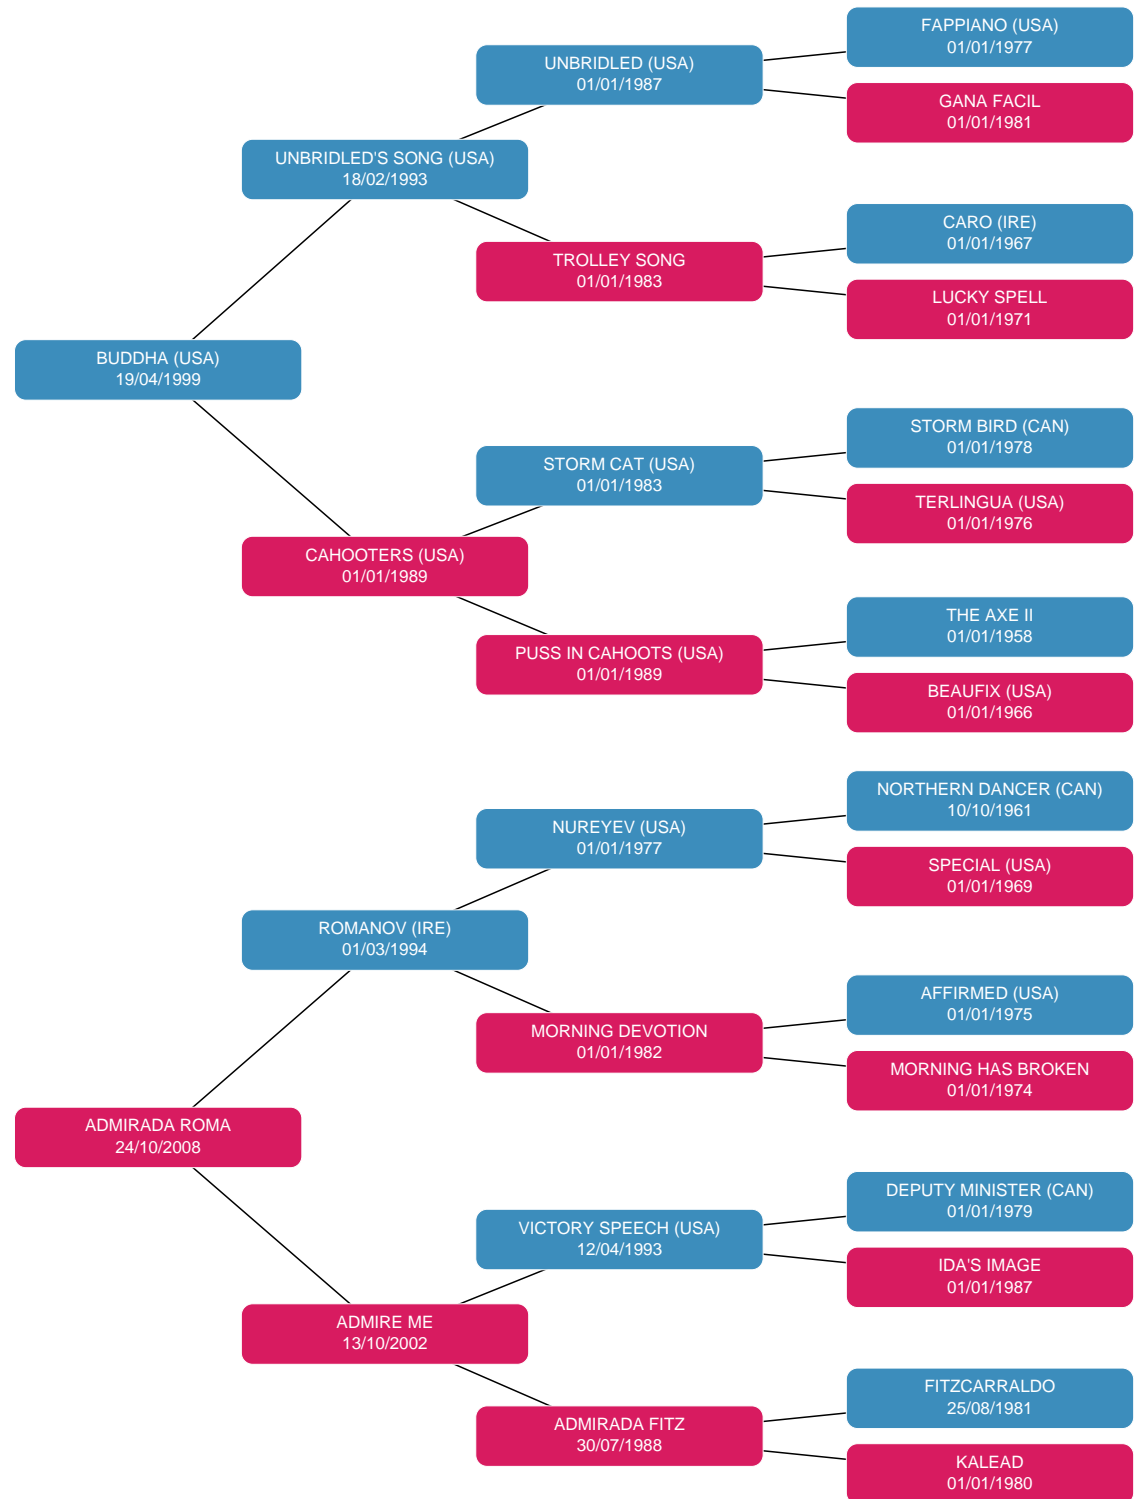 FAPPIANO (USA)
01/01/1977
UNBRIDLED (USA)
01/01/1987
GANA FACIL
01/01/1981
UNBRIDLED'S SONG (USA)
18/02/1993
CARO (IRE)
01/01/1967
TROLLEY SONG
01/01/1983
LUCKY SPELL
01/01/1971
BUDDHA (USA)
19/04/1999
STORM BIRD (CAN)
01/01/1978
STORM CAT (USA)
01/01/1983
TERLINGUA (USA)
01/01/1976
CAHOOTERS (USA)
01/01/1989
THE AXE II
01/01/1958
PUSS IN CAHOOTS (USA)
01/01/1989
BEAUFIX (USA)
01/01/1966
NORTHERN DANCER (CAN)
10/10/1961
NUREYEV (USA)
01/01/1977
SPECIAL (USA)
01/01/1969
ROMANOV (IRE)
01/03/1994
AFFIRMED (USA)
01/01/1975
MORNING DEVOTION
01/01/1982
MORNING HAS BROKEN
01/01/1974
ADMIRADA ROMA
24/10/2008
DEPUTY MINISTER (CAN)
01/01/1979
VICTORY SPEECH (USA)
12/04/1993
IDA'S IMAGE
01/01/1987
ADMIRE ME
13/10/2002
FITZCARRALDO
25/08/1981
ADMIRADA FITZ
30/07/1988
KALEAD
01/01/1980